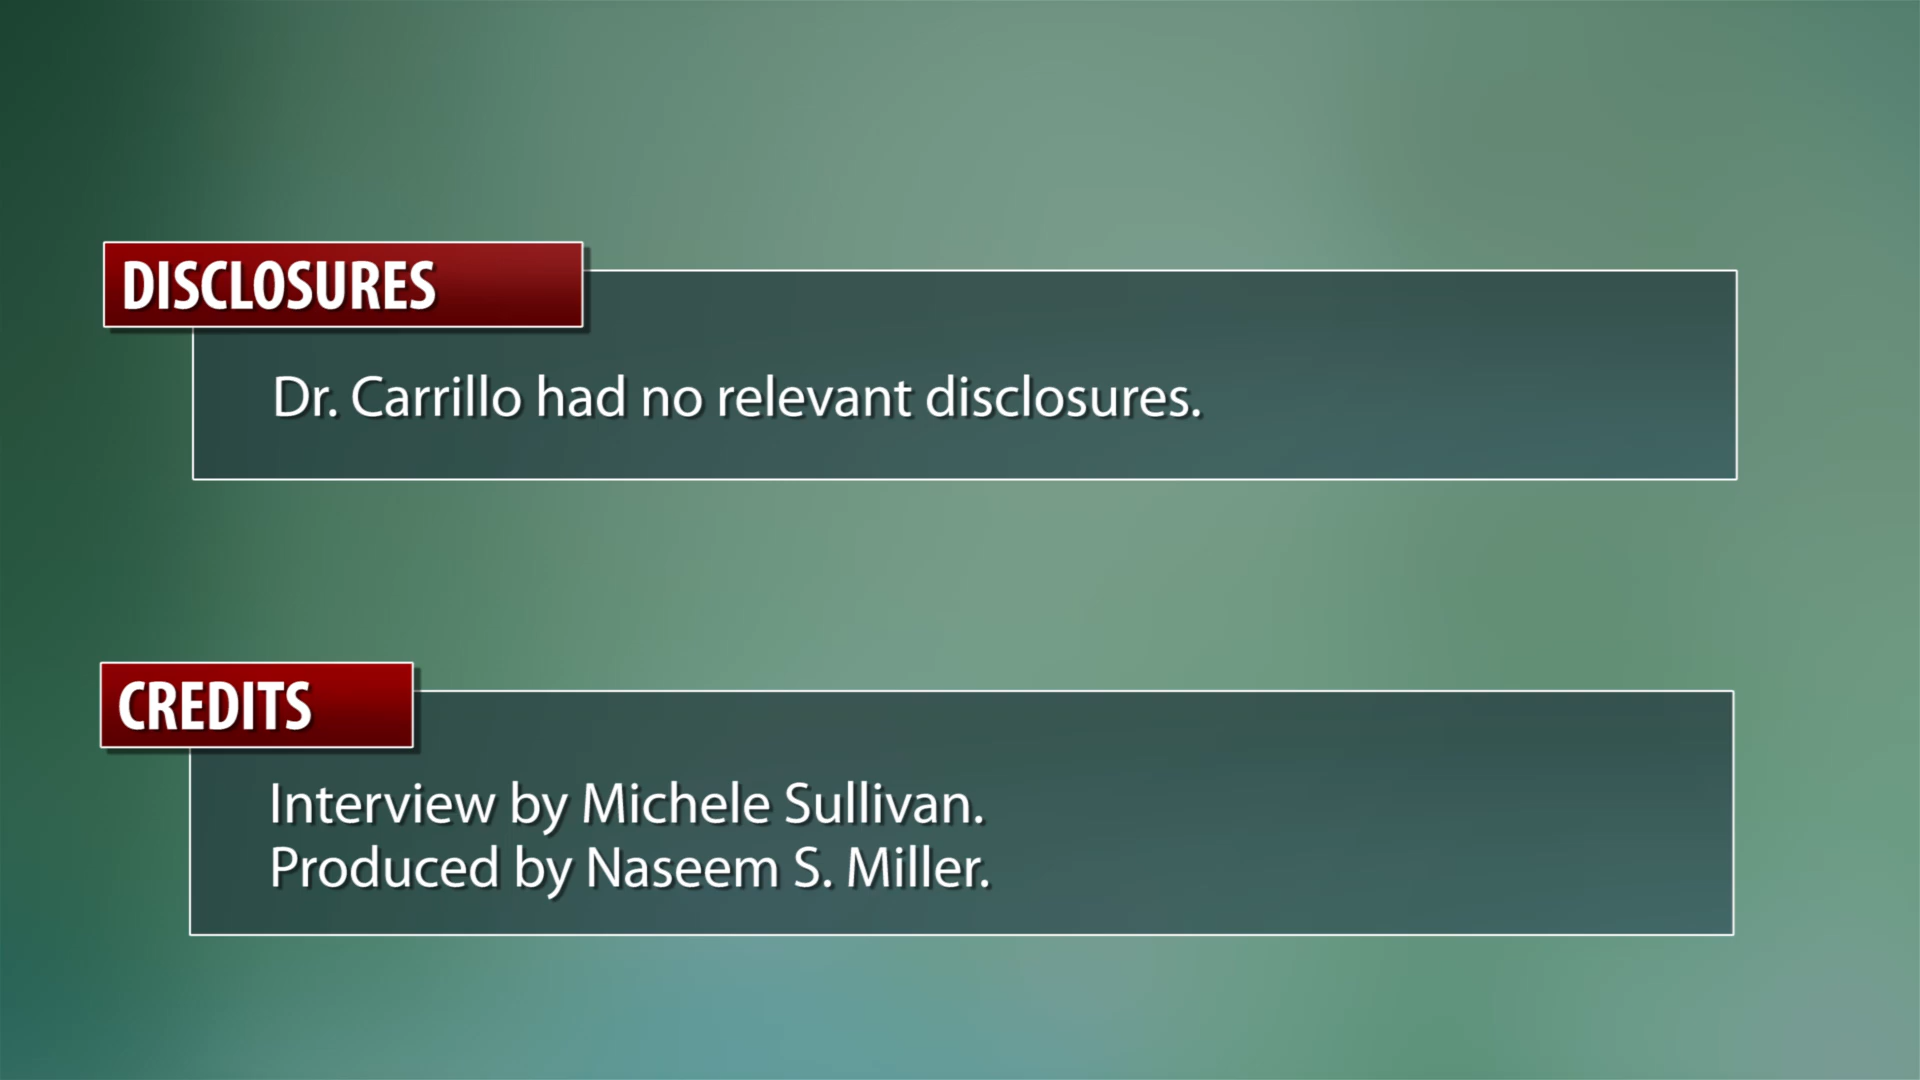 DISCLOSURES
Dr. Carrillo had no relevant disclosures.
CREDITS
Interview by Michele Sullivan.
Produced by Naseem S. Miller.